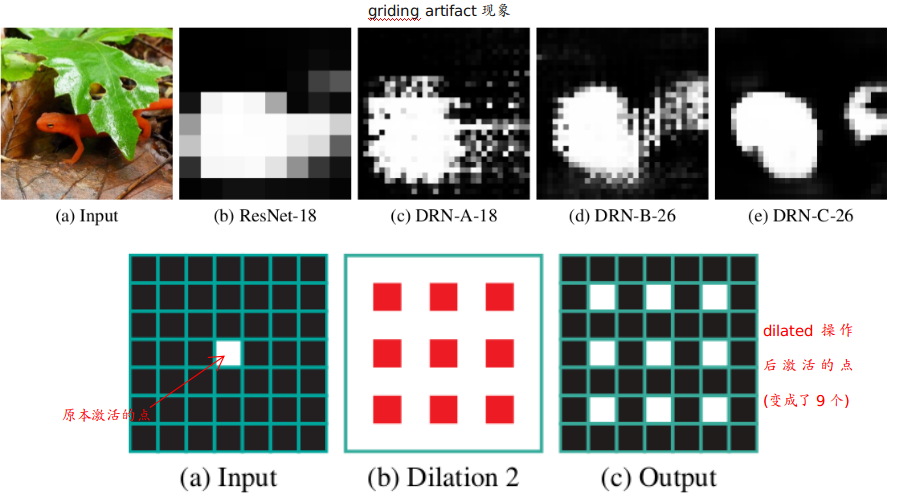 griding artifact 现象
(a) Input
(b) ResNet-18
(c) DRN-A-18
(d) DRN-B-26
(e) DRN-C-26
原本激活的点
dilated 操作
后激活的点
(变成了 9 个)
(a) Input
(b) Dilation 2
(c) Output